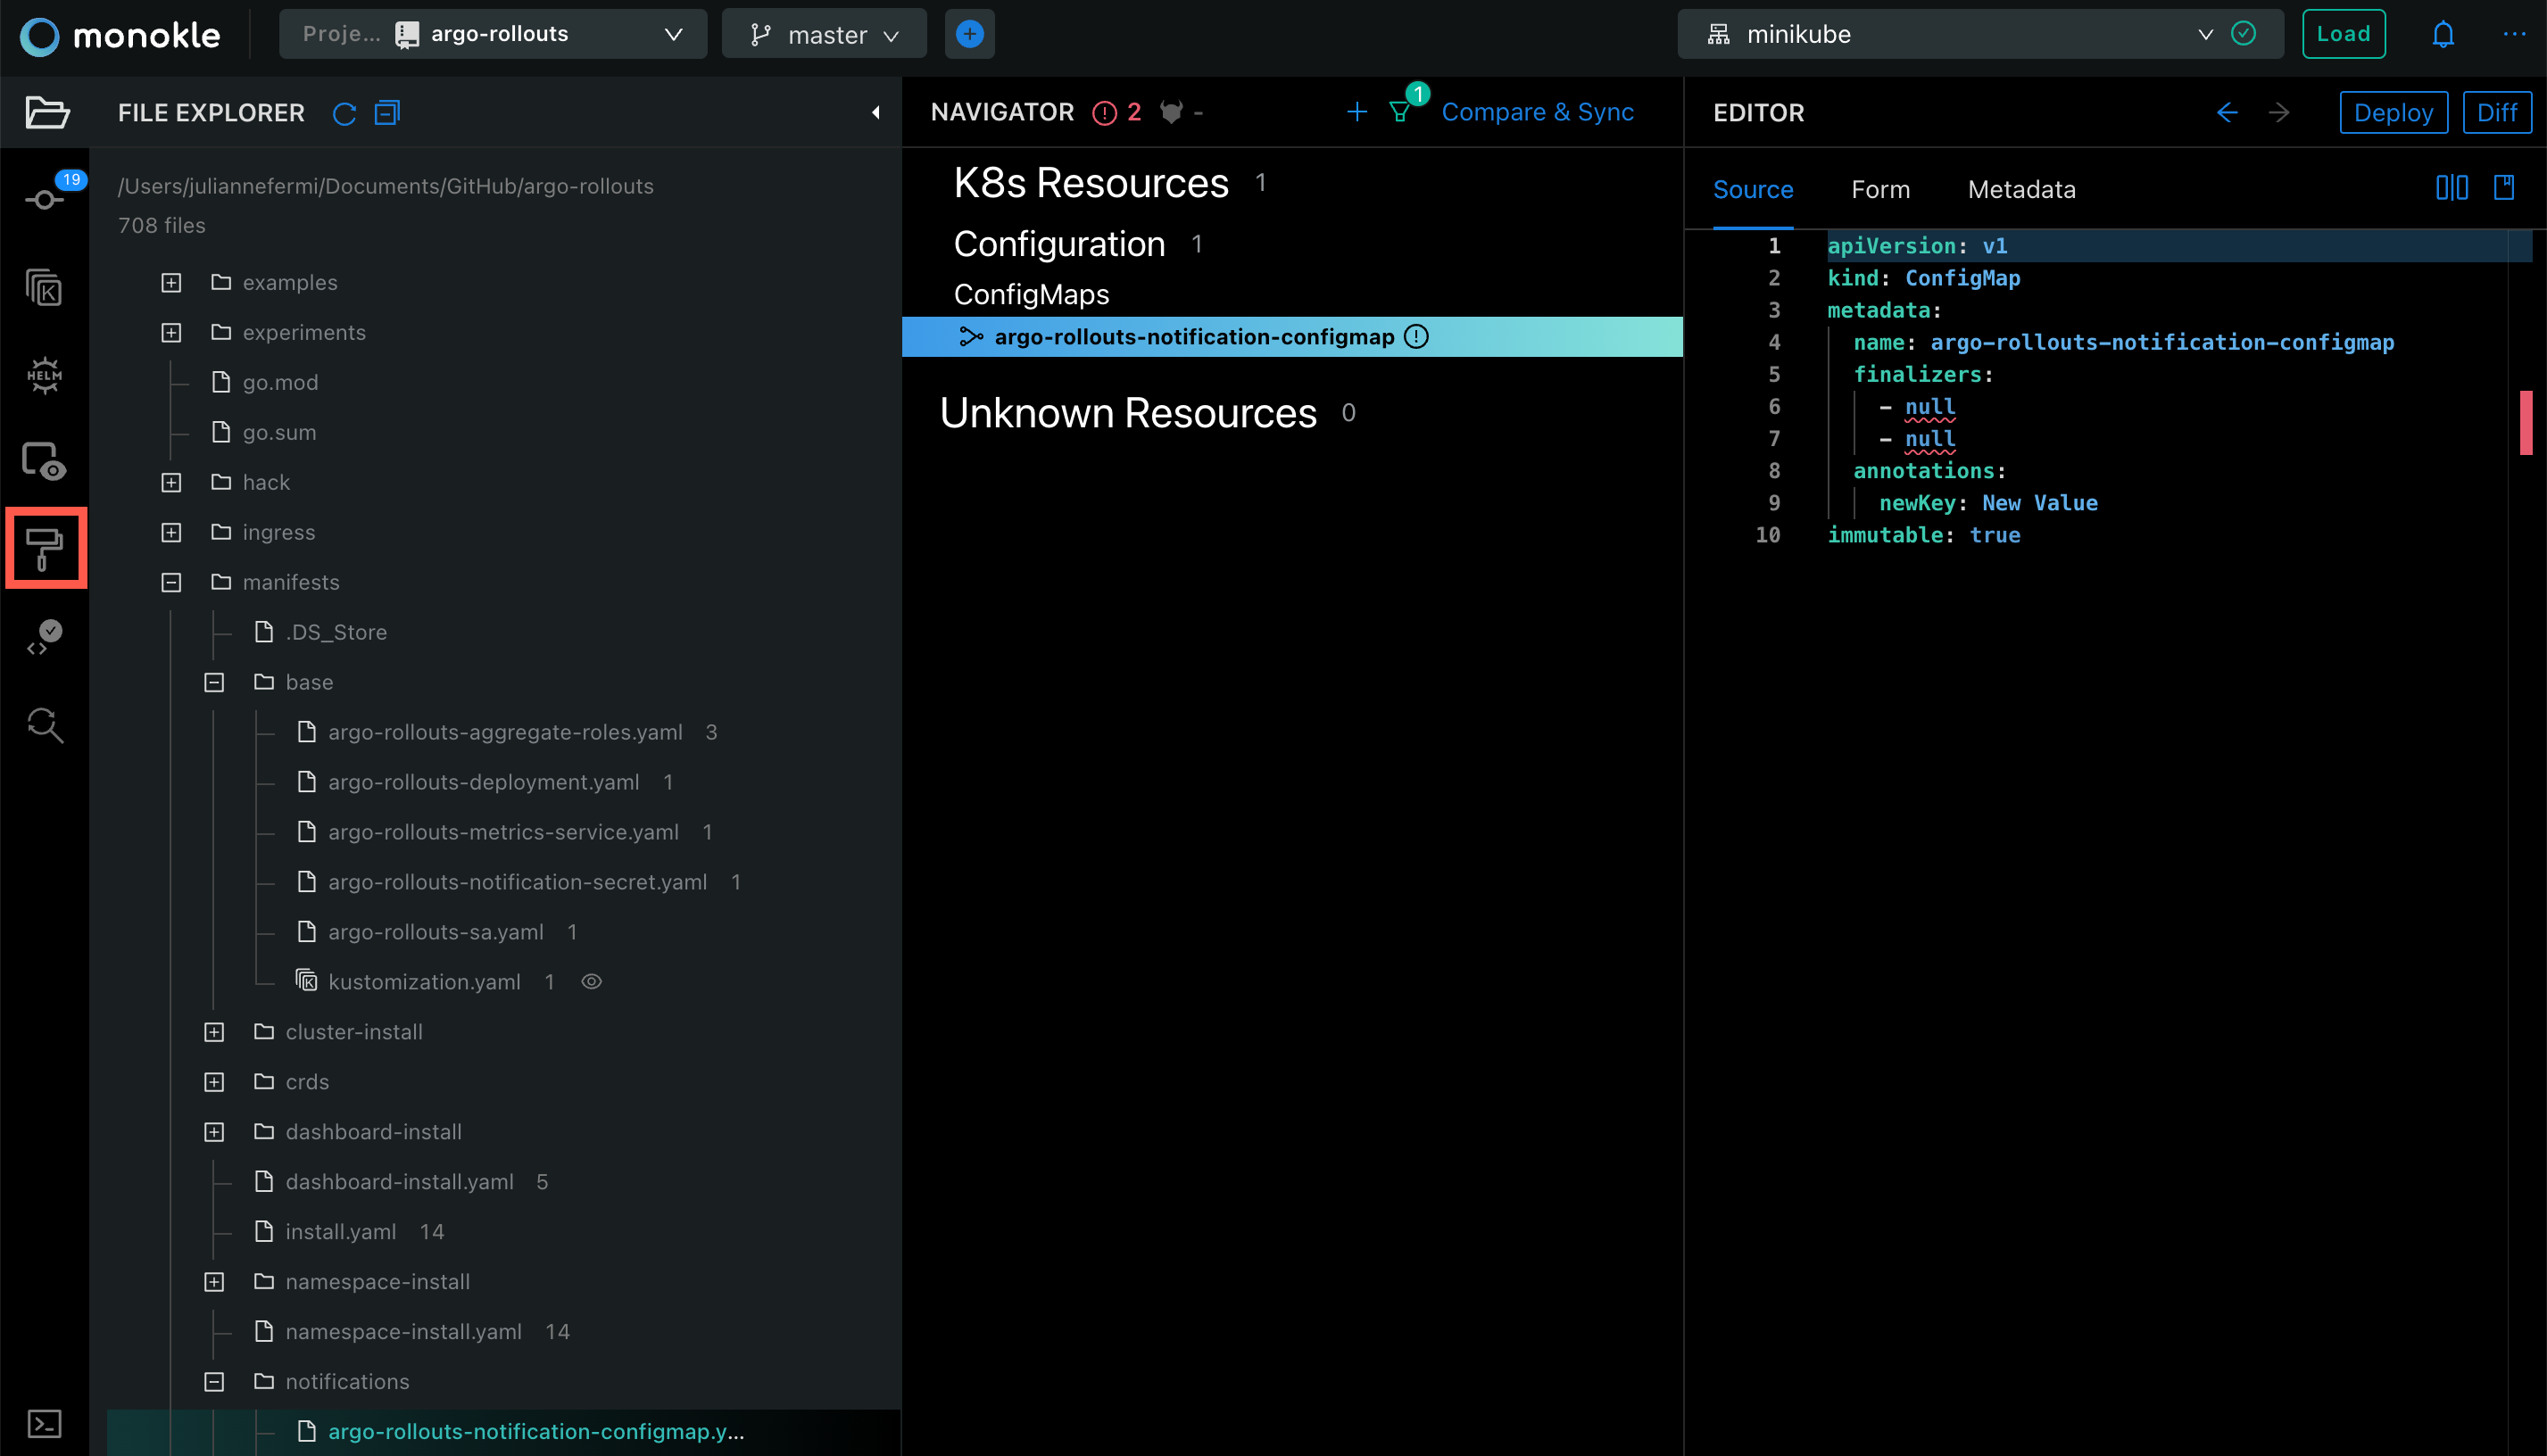 monokle
Proje... argo-rollouts
master
minikube
Load
FILE EXPLORER
NAVIGATOR 2 -
1
Compare & Sync
EDITOR
Deploy
Diff
19
HELM
/Users/juliannefermi/Documents/GitHub/argo-rollouts
708 files
examples
experiments
go.mod
go.sum
hack
ingress
manifests
.DS_Store
base
argo-rollouts-aggregate-roles.yaml 3
argo-rollouts-deployment.yaml 1
argo-rollouts-metrics-service.yaml 1
argo-rollouts-notification-secret.yaml 1
argo-rollouts-sa.yaml 1
kustomization.yaml 1
cluster-install
crds
dashboard-install
dashboard-install.yaml 5
install.yaml 14
namespace-install
namespace-install.yaml 14
notifications
argo-rollouts-notification-configmap.y...
K8s Resources 1
Configuration 1
ConfigMaps
argo-rollouts-notification-configmap
Unknown Resources 0
Source Form Metadata
1 apiVersion: v1
2 kind: ConfigMap
3 metadata:
4 name: argo-rollouts-notification-configmap
5 finalizers:
6 - null
7 - null
8 annotations:
9 newKey: New Value
10 immutable: true